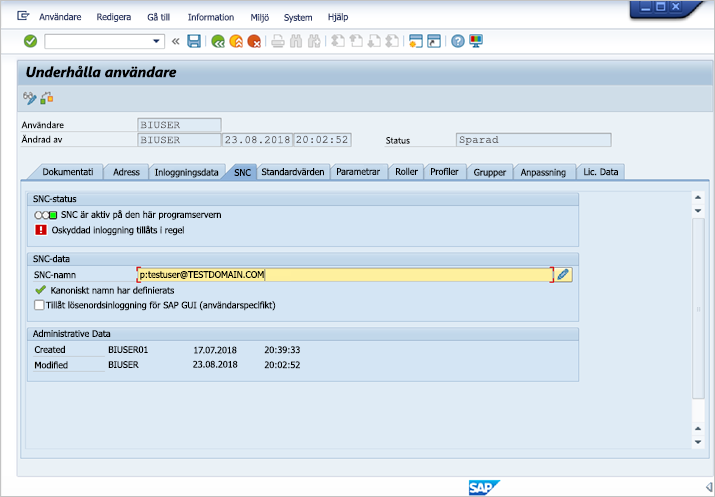 Användare Redigera Gå till Information Miljö System Hjälp
Underhålla användare
Användare BIUSER
Ändrad av BIUSER 23.08.2018 20:02:52 Status Sparad
Dokumentati Adress Inloggningsdata SNC Standardvärden Parametrar Roller Profiler Grupper Anpassning Lic. Data
SNC-status
SNC är aktiv på den här programservern
Oskyddad inloggning tillåts i regel
SNC-data
SNC-namn p:testuser@TESTDOMAIN.COM
Kanoniskt namn har definierats
Tillåt lösenordsinloggning för SAP GUI (användarspecifikt)
Administrative Data
Created BIUSER01 17.07.2018 20:39:33
Modified BIUSER 23.08.2018 20:02:52
SAP